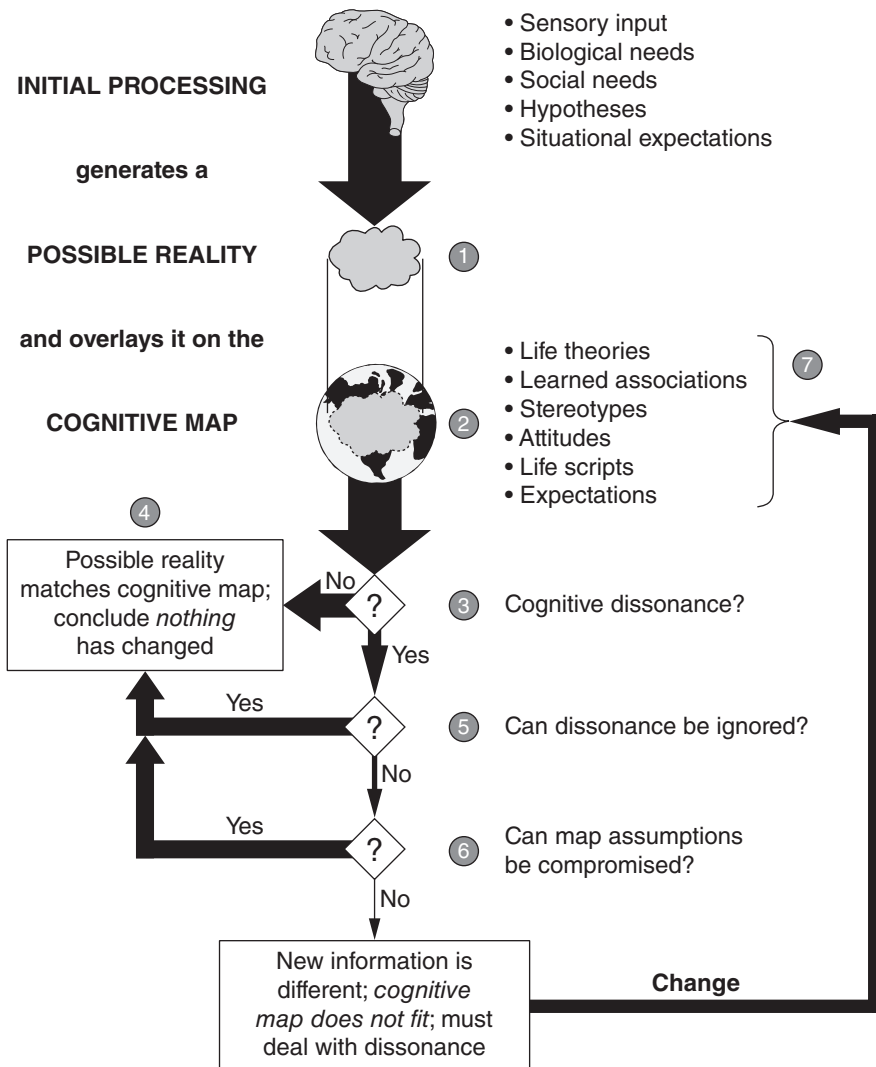 • Sensory input
• Biological needs
INITIAL PROCESSING
• Social needs
• Hypotheses
• Situational expectations
generates a
POSSIBLE REALITY
1
and overlays it on the
• Life theories
7
• Learned associations
• Stereotypes
COGNITIVE MAP
2
• Attitudes
• Life scripts
• Expectations
4
Possible reality
matches cognitive map;
conclude nothing
has changed
No
?
3
Cognitive dissonance?
Yes
Yes
?
5
Can dissonance be ignored?
No
Yes
?
6
Can map assumptions
be compromised?
No
New information is
different; cognitive
map does not fit; must
deal with dissonance
Change